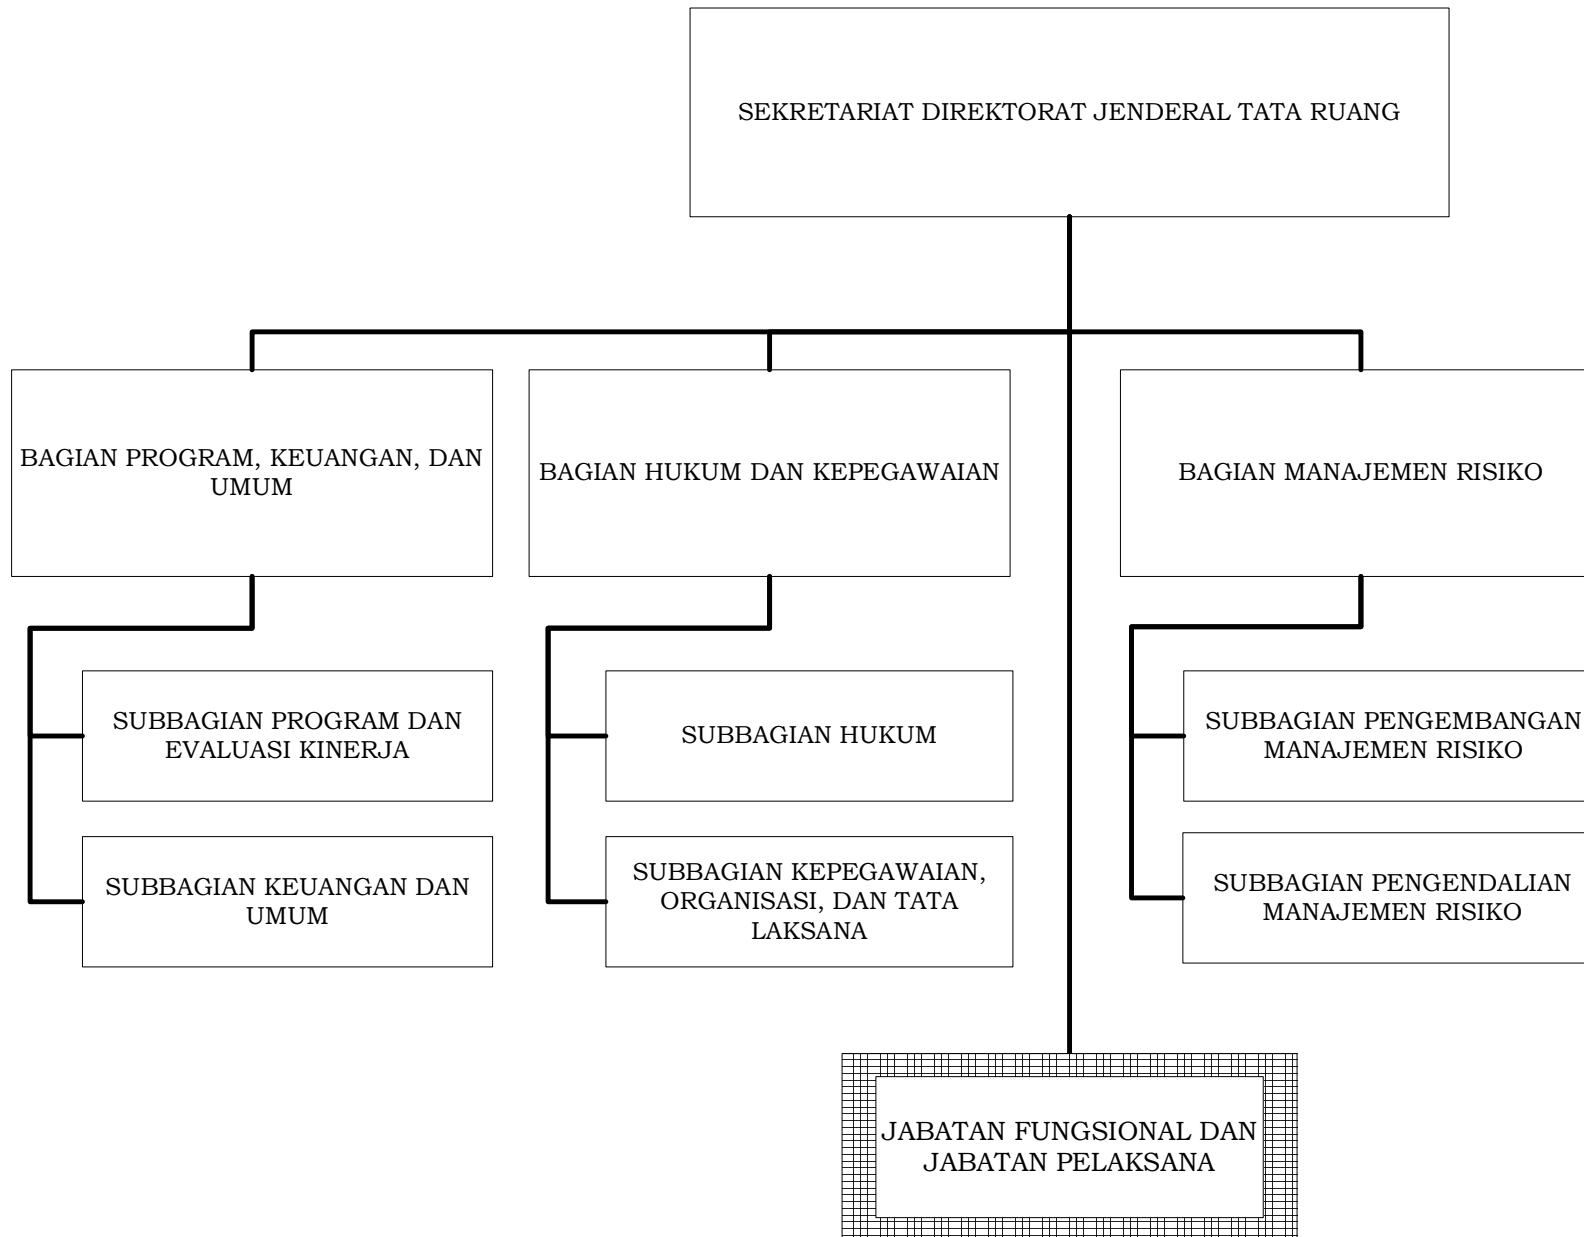 SEKRETARIAT DIREKTORAT JENDERAL TATA RUANG
BAGIAN PROGRAM, KEUANGAN, DAN
UMUM
BAGIAN HUKUM DAN KEPEGAWAIAN
BAGIAN MANAJEMEN RISIKO
SUBBAGIAN PROGRAM DAN
EVALUASI KINERJA
SUBBAGIAN HUKUM
SUBBAGIAN PENGEMBANGAN
MANAJEMEN RISIKO
SUBBAGIAN KEUANGAN DAN
UMUM
SUBBAGIAN KEPEGAWAIAN,
ORGANISASI, DAN TATA
LAKSANA
SUBBAGIAN PENGENDALIAN
MANAJEMEN RISIKO
JABATAN FUNGSIONAL DAN
JABATAN PELAKSANA